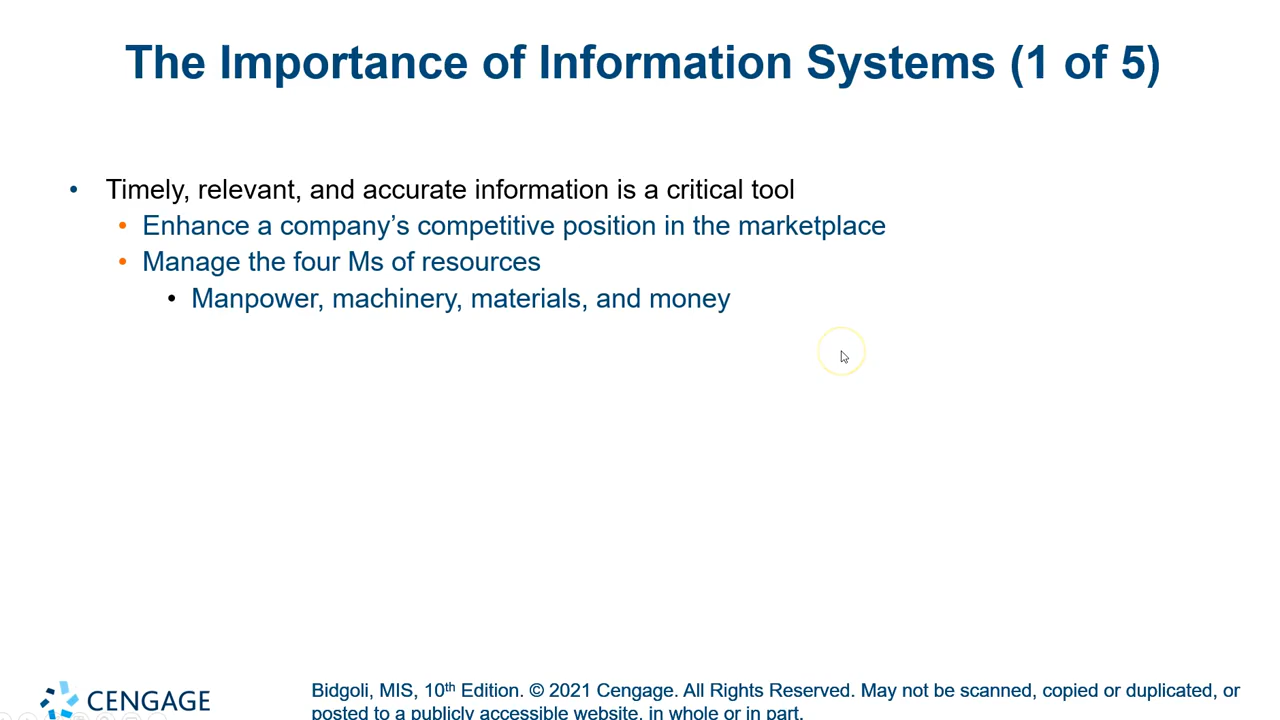 The Importance of Information Systems (1 of 5)
• Timely, relevant, and accurate information is a critical tool
• Enhance a company’s competitive position in the marketplace
• Manage the four Ms of resources
• Manpower, machinery, materials, and money
CENGAGE
Bidgoli, MIS, 10th Edition. © 2021 Cengage. All Rights Reserved. May not be scanned, copied or duplicated, or
posted to a publicly accessible website, in whole or in part.